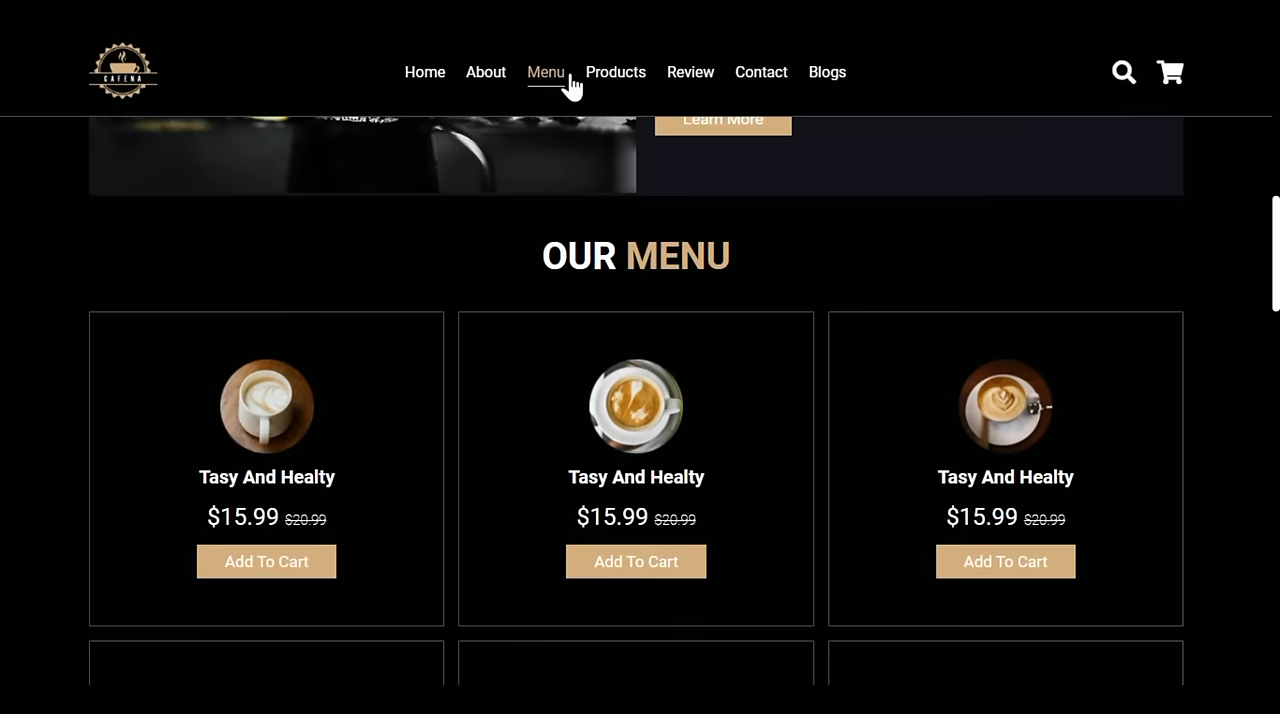 CAFENA
Home About Menu Products Review Contact Blogs
Learn More
OUR MENU
Tasy And Healty
$15.99 $20.99
Add To Cart
Tasy And Healty
$15.99 $20.99
Add To Cart
Tasy And Healty
$15.99 $20.99
Add To Cart